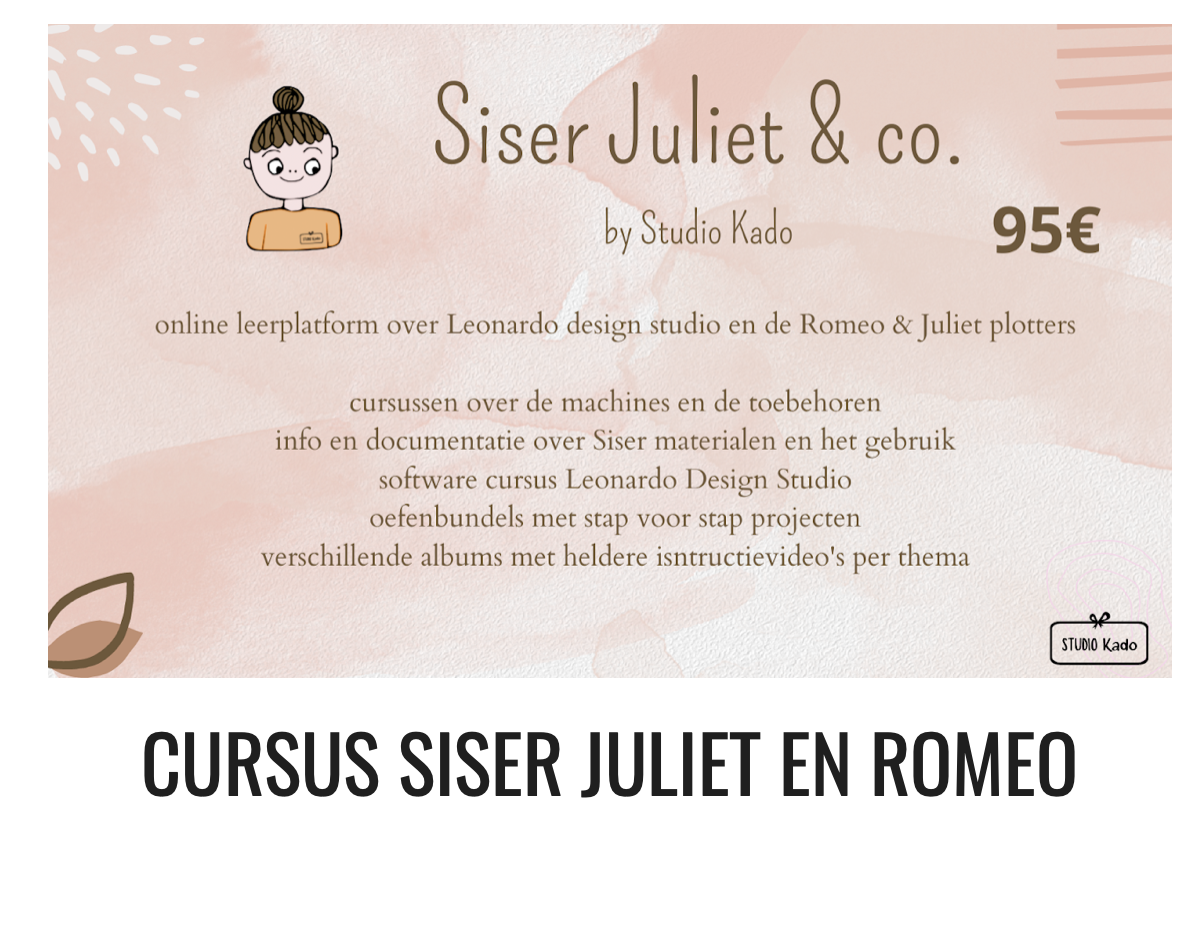 Siser Juliet & co.
by Studio Kado
95€
online leerplatform over Leonardo design studio en de Romeo & Juliet plotters
cursussen over de machines en de toebehoren
info en documentatie over Siser materialen en het gebruik
software cursus Leonardo Design Studio
oefenbundels met stap voor stap projecten
verschillende albums met heldere isntructievideo's per thema
STUDIO Kado
CURSUS SISER JULIET EN ROMEO